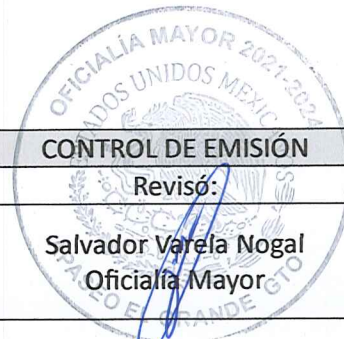 OFICIALÍA MAYOR 2021-2024
ESTADOS UNIDOS MEXICANOS
CONTROL DE EMISIÓN
Revisó:
Salvador Varela Nogal
Oficialía Mayor
APASEO EL GRANDE GTO